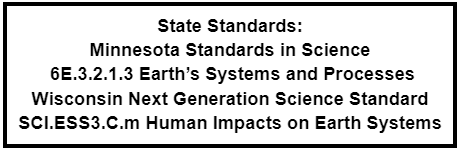 State Standards:
Minnesota Standards in Science
6E.3.2.1.3 Earth's Systems and Processes
Wisconsin Next Generation Science Standard
SCI.ESS3.C.m Human Impacts on Earth Systems